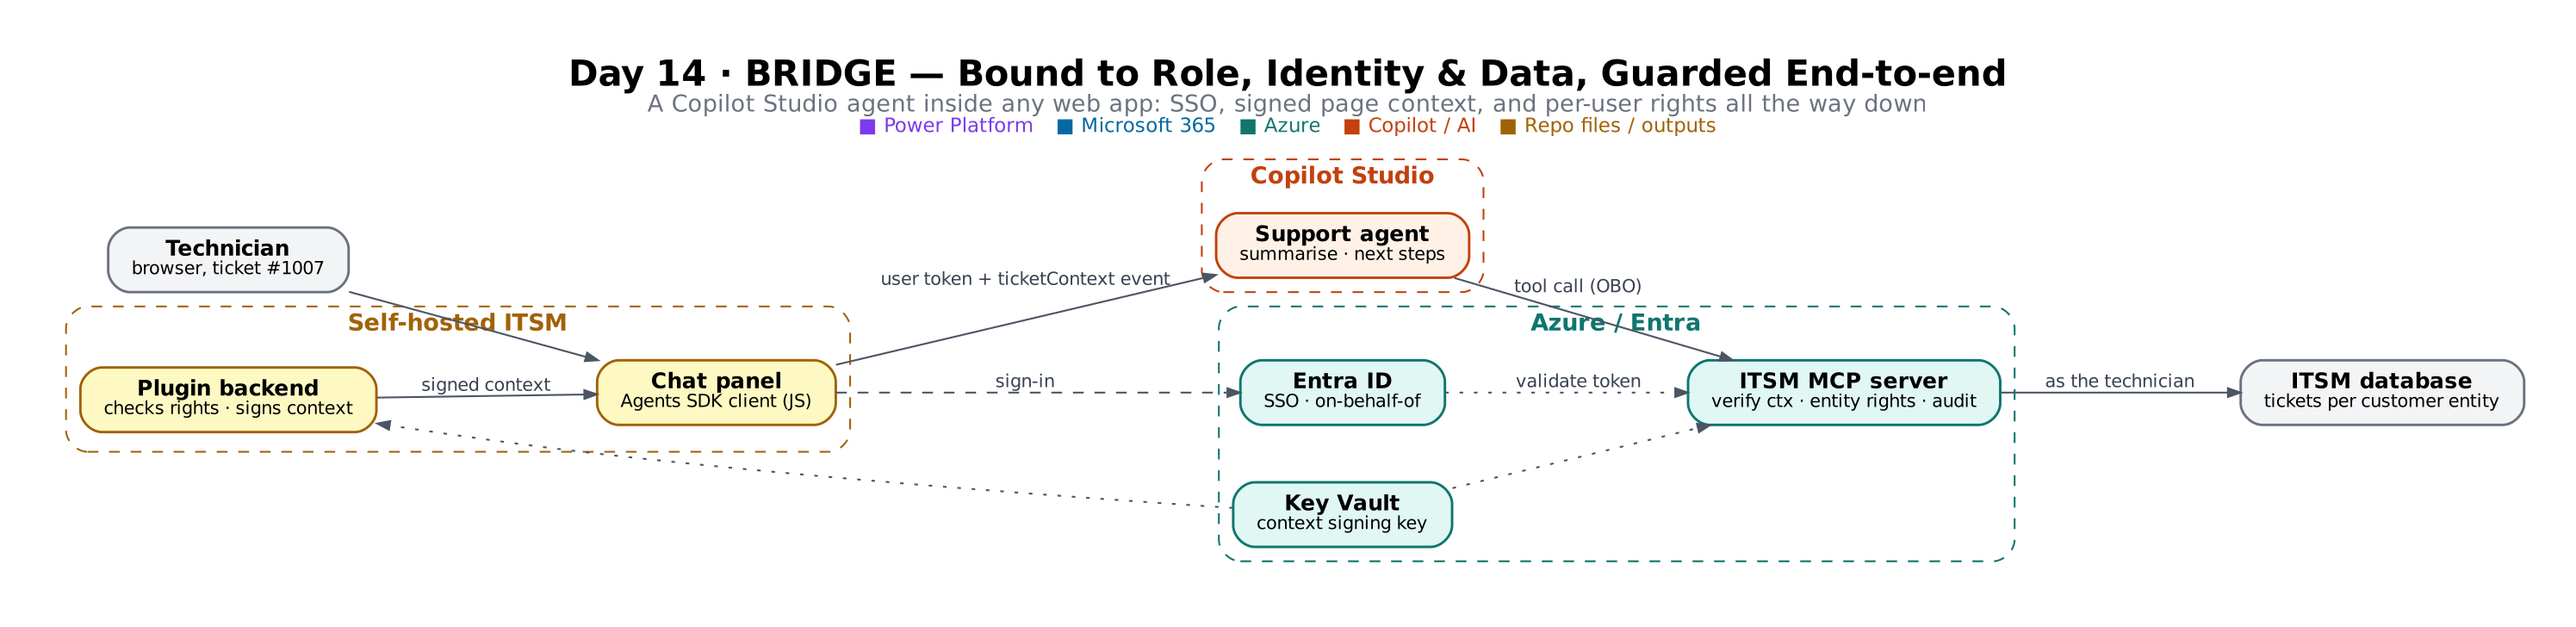 Day 14 · BRIDGE — Bound to Role, Identity & Data, Guarded End-to-end
A Copilot Studio agent inside any web app: SSO, signed page context, and per-user rights all the way down
Power Platform
Microsoft 365
Azure
Copilot / AI
Repo files / outputs
Copilot Studio
Support agent
summarise · next steps
Technician
browser, ticket #1007
user token + ticketContext event
tool call (OBO)
Self-hosted ITSM
Azure / Entra
Plugin backend
checks rights · signs context
signed context
Chat panel
Agents SDK client (JS)
sign-in
Entra ID
SSO · on-behalf-of
validate token
ITSM MCP server
verify ctx · entity rights · audit
as the technician
ITSM database
tickets per customer entity
Key Vault
context signing key